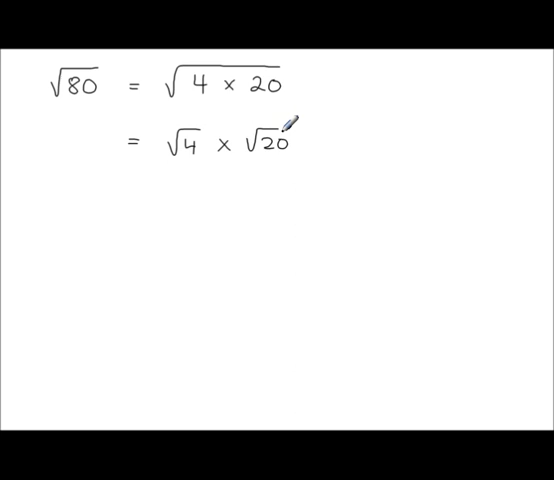 √80 = √4 × 20
= √4 × √20